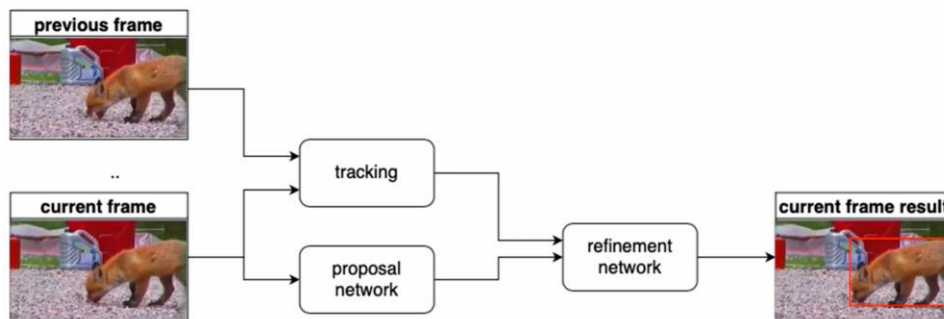 previous frame
..
current frame
tracking
proposal
network
refinement
network
current frame result